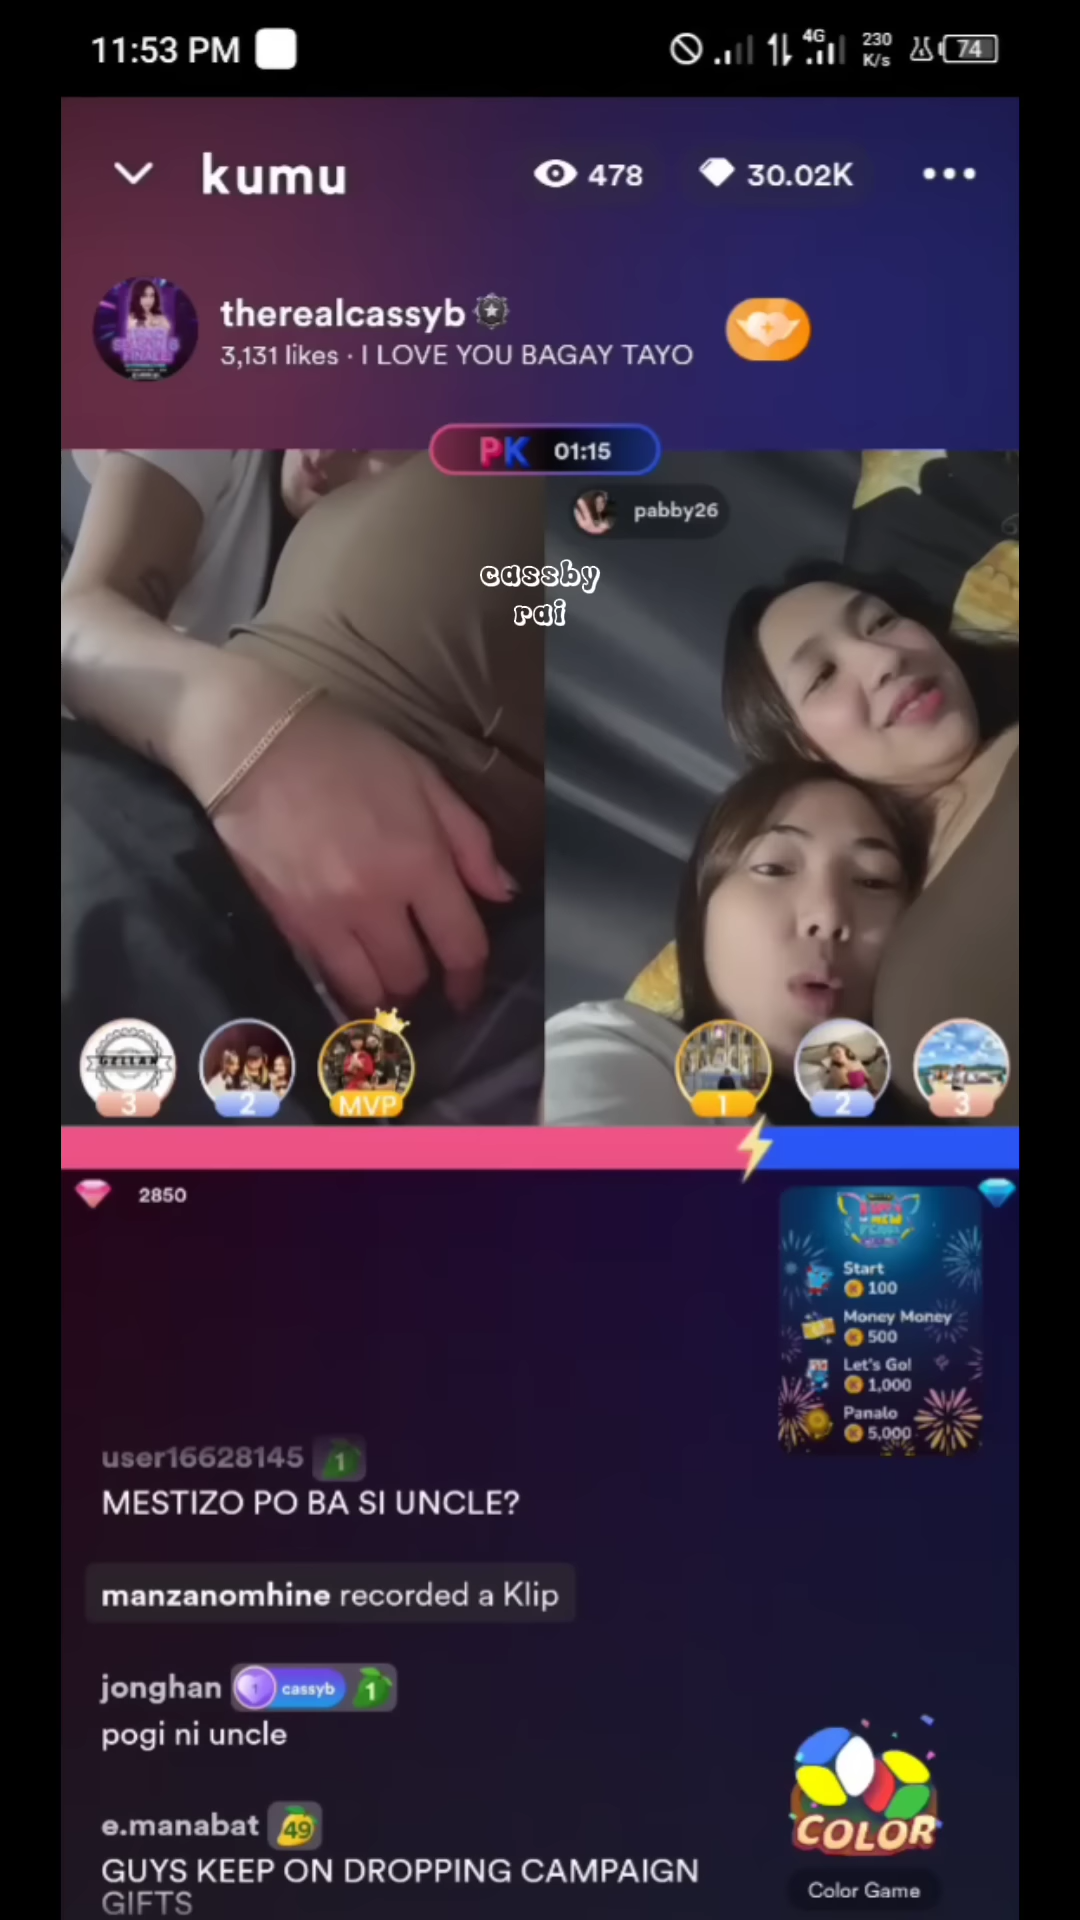 11:53 PM
4G
230
K/s
74
kumu
478
30.02K
therealcassyb
3,131 likes · I LOVE YOU BAGAY TAYO
PK 01:15
pabby26
cassby
rai
3
2
MVP
1
2
3
2850
Start
100
Money Money
500
Let's Go!
1,000
Panalo
5,000
user16628145 1
MESTIZO PO BA SI UNCLE?
manzanomhine recorded a Klip
jonghan 1 cassyb 1
pogi ni uncle
e.manabat 49
GUYS KEEP ON DROPPING CAMPAIGN
GIFTS
COLOR
Color Game